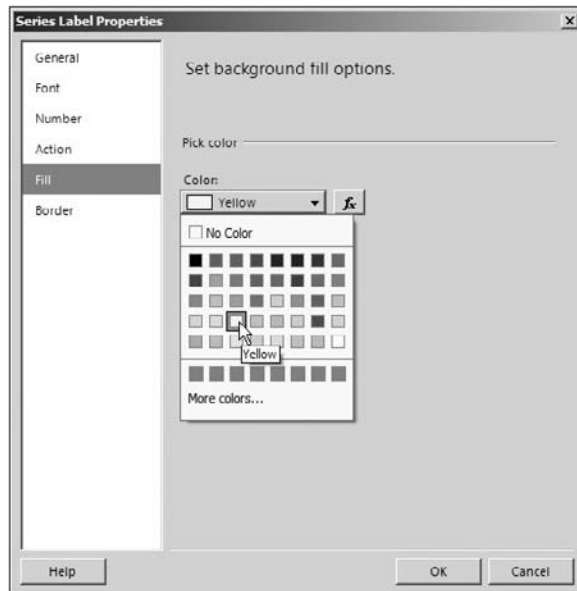 Series Label Properties
General
Font
Number
Action
Fill
Border
Set background fill options.
Pick color
Color:
Yellow
fx
No Color
Yellow
More colors...
Help
OK
Cancel